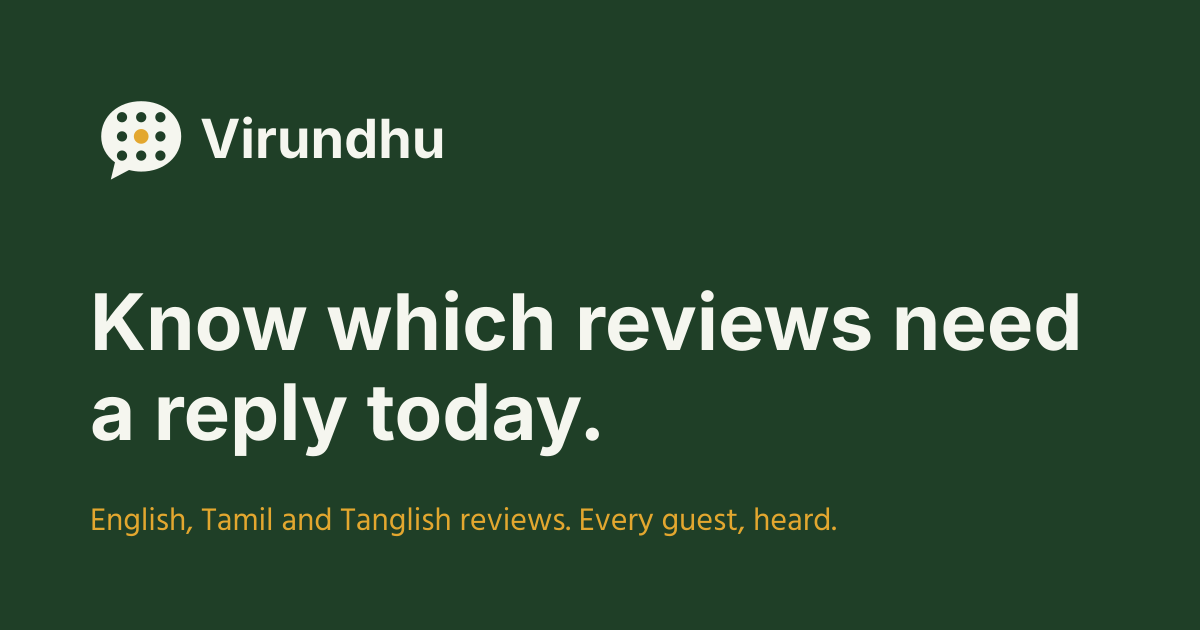 Virundhu
Know which reviews need
a reply today.
English, Tamil and Tanglish reviews. Every guest, heard.